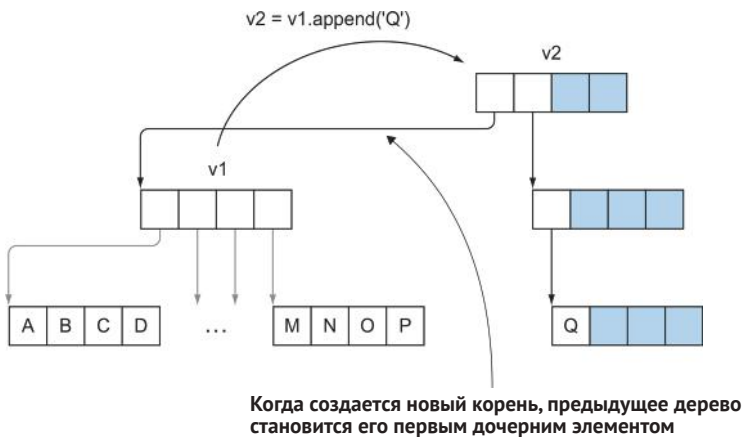 v2 = v1.append('Q')
v2
v1
A B C D ... M N O P Q
Когда создается новый корень, предыдущее дерево
становится его первым дочерним элементом